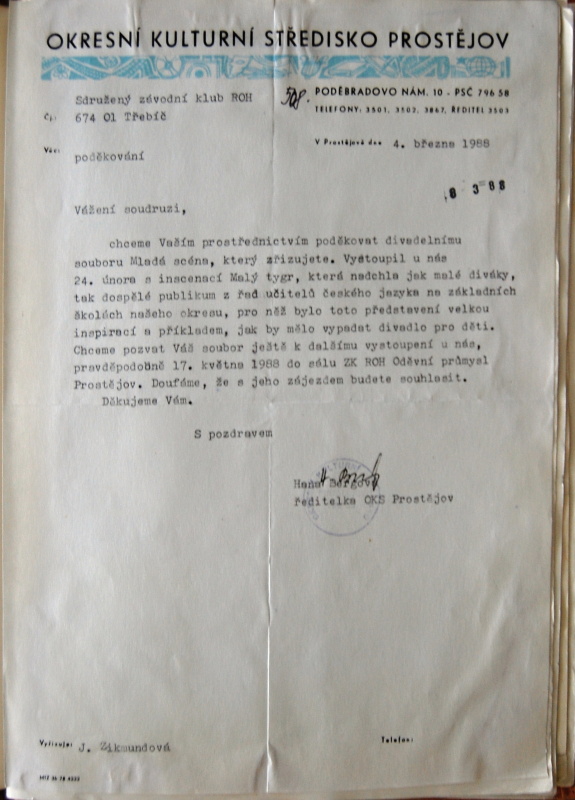 OKRESNÍ KULTURNÍ STŘEDISKO PROSTĚJOV
PODĚBRADOVO NÁM. 10 - PSČ 796 58
TELEFONY: 3501, 3502, 3867, ŘEDITEL 3503
Sdružený závodní klub ROH
Čj.: 674 01 Třebíč
V Prostějově dne 4. března 1988
Věc: poděkování
8 3 88
Vážení soudruzi,
chceme Vaším prostřednictvím poděkovat divadelnímu
souboru Mladá scéna, který zřizujete. Vystoupil u nás
24. února s inscenací Malý tygr, která nadchla jak malé diváky,
tak dospělé publikum z řad učitelů českého jazyka na základních
školách našeho okresu, pro něž bylo toto představení velkou
inspirací a příkladem, jak by mělo vypadat divadlo pro děti.
Chceme pozvat Váš soubor ještě k dalšímu vystoupení u nás,
pravděpodobně 17. května 1988 do sálu ZK ROH Oděvní průmysl
Prostějov. Doufáme, že s jeho zájezdem budete souhlasit.
Děkujeme Vám.
S pozdravem
Hana
ředitelka OKS Prostějov
Vyřizuje: J. Zikmundová
Telefon: